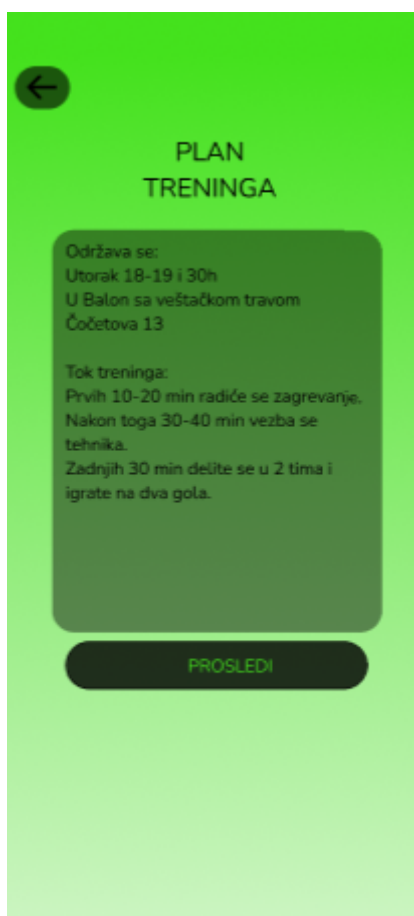 PLAN
TRENINGA
Održava se:
Utorak 18-19 i 30h
U Balon sa veštačkom travom
Čočetova 13
Tok treninga:
Prvih 10-20 min radiće se zagrevanje,
Nakon toga 30-40 min vezba se
tehnika.
Zadnjih 30 min delite se u 2 tima i
igrate na dva gola.
PROSLEDI